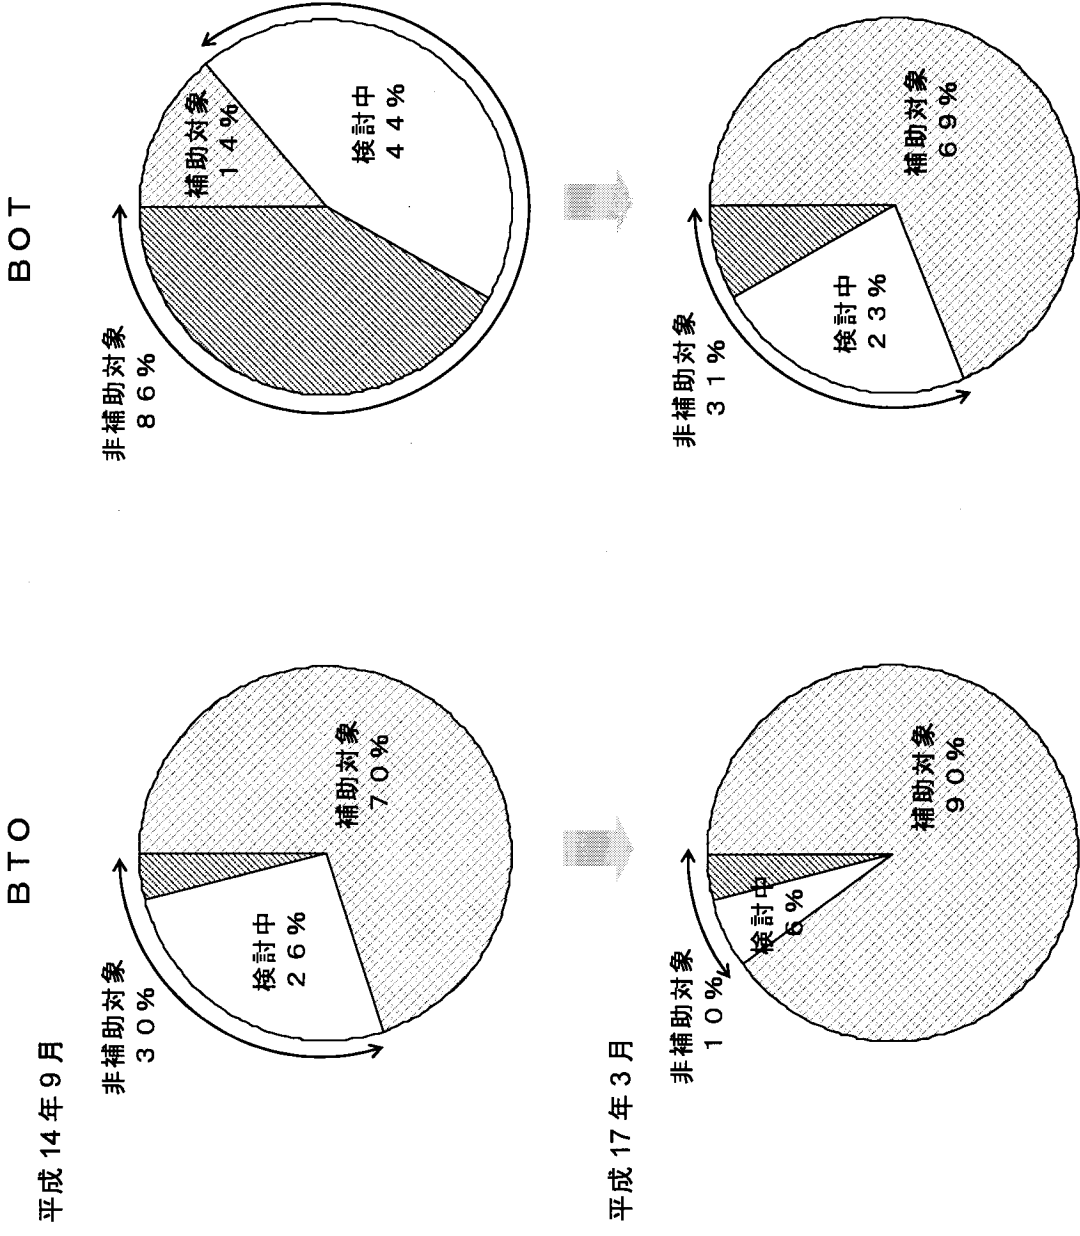 BTO
BOT
平成14年9月
非補助対象
30%
検討中
26%
補助対象
70%
非補助対象
86%
補助対象
14%
検討中
44%
平成17年3月
非補助対象
10%
検討中
6%
補助対象
90%
非補助対象
31%
検討中
23%
補助対象
69%